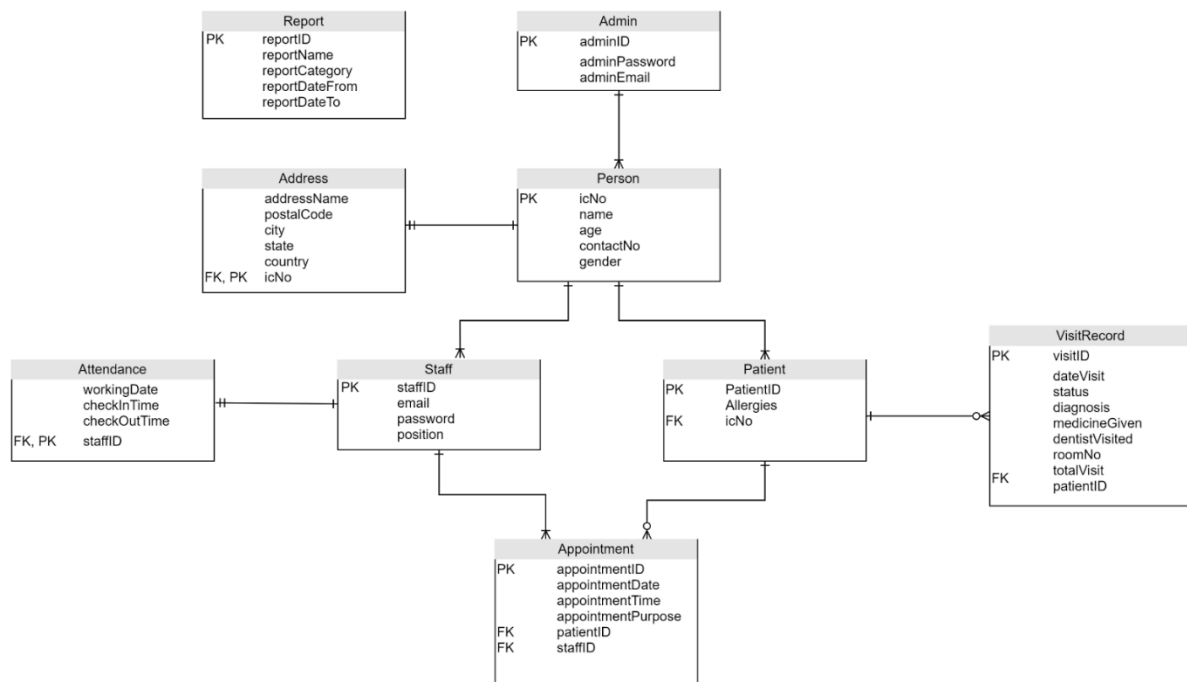 Report
PK reportID
reportName
reportCategory
reportDateFrom
reportDateTo
Admin
PK adminID
adminPassword
adminEmail
Address
addressName
postalCode
city
state
country
FK, PK icNo
Person
PK icNo
name
age
contactNo
gender
Attendance
workingDate
checkInTime
checkOutTime
FK, PK staffID
Staff
PK staffID
email
password
position
Patient
PK PatientID
Allergies
FK icNo
VisitRecord
PK visitID
dateVisit
status
diagnosis
medicineGiven
dentistVisited
roomNo
totalVisit
FK patientID
Appointment
PK appointmentID
appointmentDate
appointmentTime
appointmentPurpose
FK patientID
FK staffID